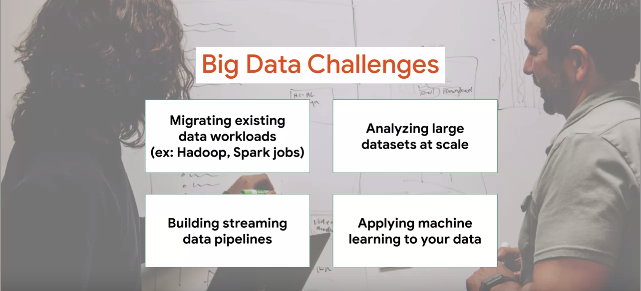 Big Data Challenges
Migrating existing
data workloads
(ex: Hadoop, Spark jobs)
Analyzing large
datasets at scale
Building streaming
data pipelines
Applying machine
learning to your data